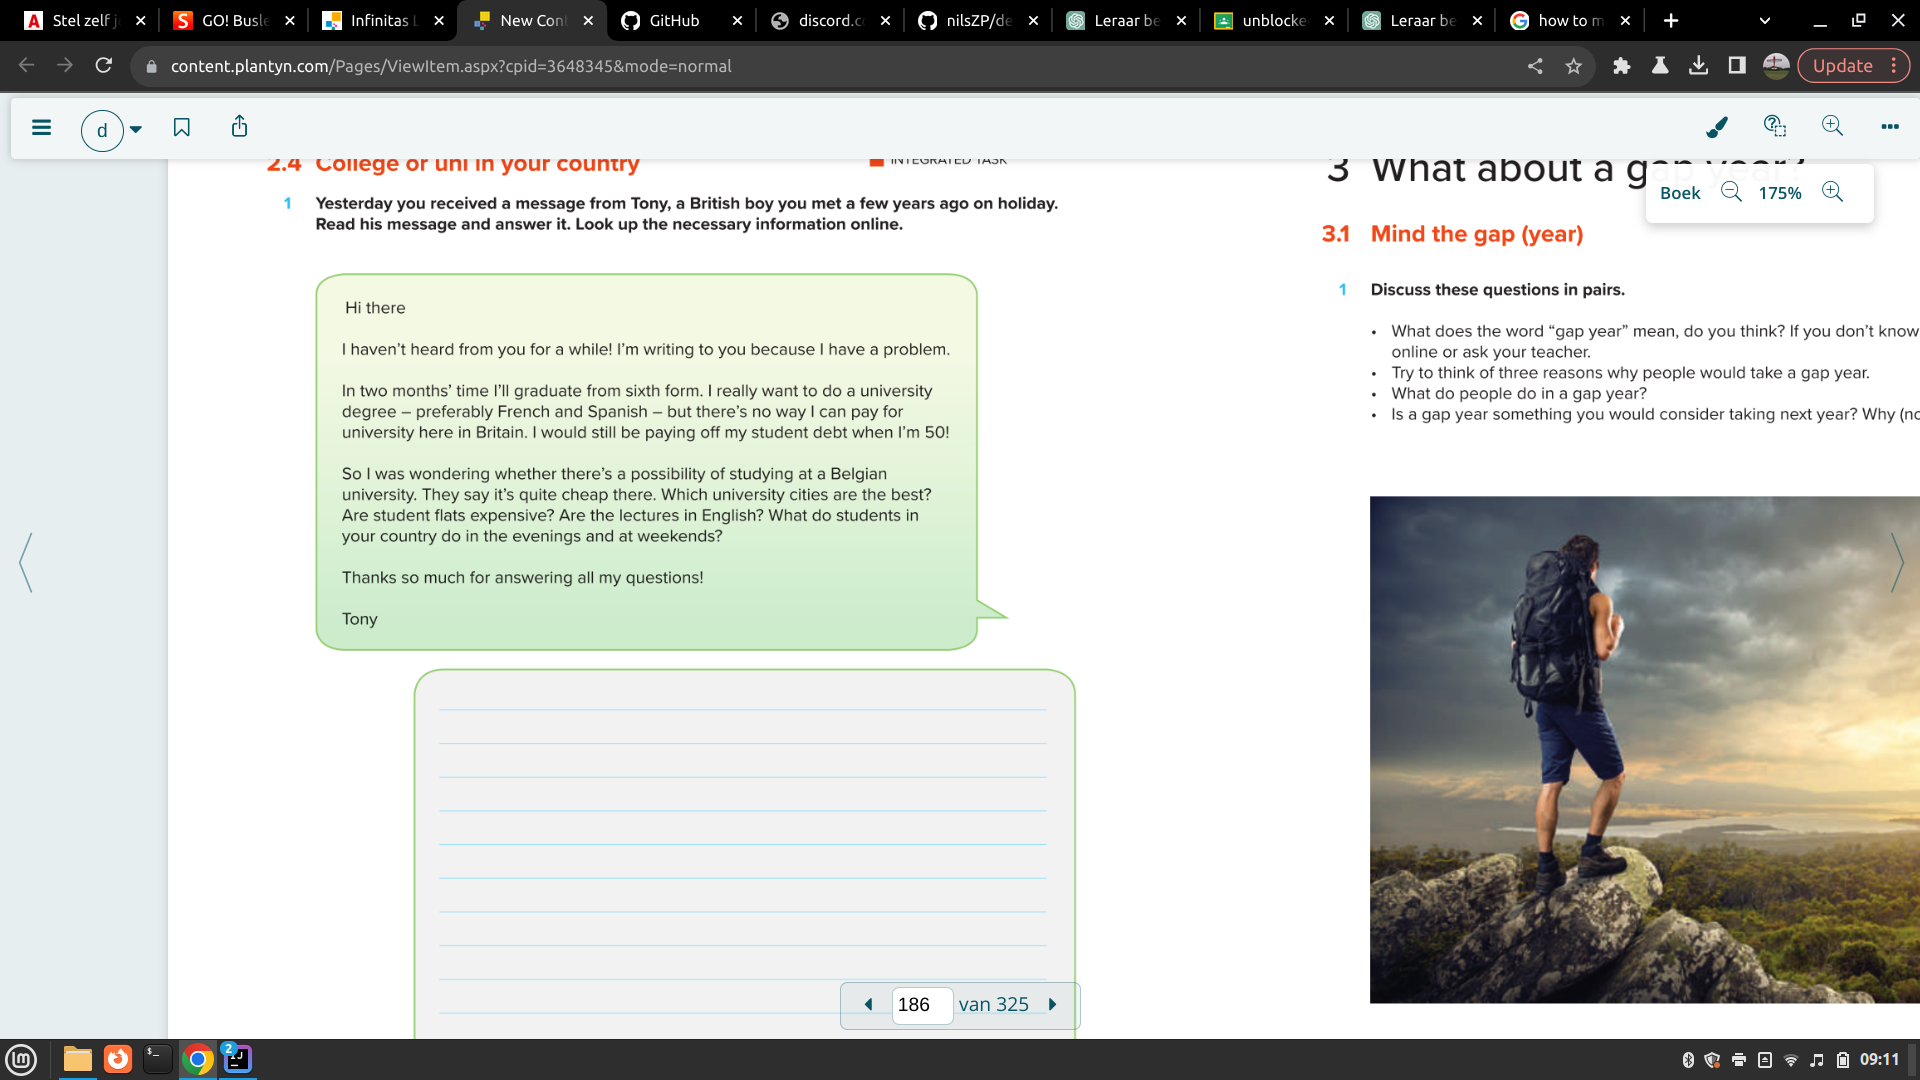 Stel zelf j
GO! Busle
Infinitas L
New Cont
GitHub
discord.co
nilsZP/de
Leraar be
unblocke
Leraar be
how to m
content.plantyn.com/Pages/ViewItem.aspx?cpid=3648345&mode=normal
Update
d
2.4 College or uni in your country
INTEGRATED TASK
1 Yesterday you received a message from Tony, a British boy you met a few years ago on holiday.
Read his message and answer it. Look up the necessary information online.
Hi there
I haven't heard from you for a while! I'm writing to you because I have a problem.
In two months' time I'll graduate from sixth form. I really want to do a university
degree – preferably French and Spanish – but there's no way I can pay for
university here in Britain. I would still be paying off my student debt when I'm 50!
So I was wondering whether there's a possibility of studying at a Belgian
university. They say it's quite cheap there. Which university cities are the best?
Are student flats expensive? Are the lectures in English? What do students in
your country do in the evenings and at weekends?
Thanks so much for answering all my questions!
Tony
3 What about a gap year?
Boek 175%
3.1 Mind the gap (year)
1 Discuss these questions in pairs.
• What does the word "gap year" mean, do you think? If you don't know
online or ask your teacher.
• Try to think of three reasons why people would take a gap year.
• What do people do in a gap year?
• Is a gap year something you would consider taking next year? Why (no
186 van 325
2
09:11